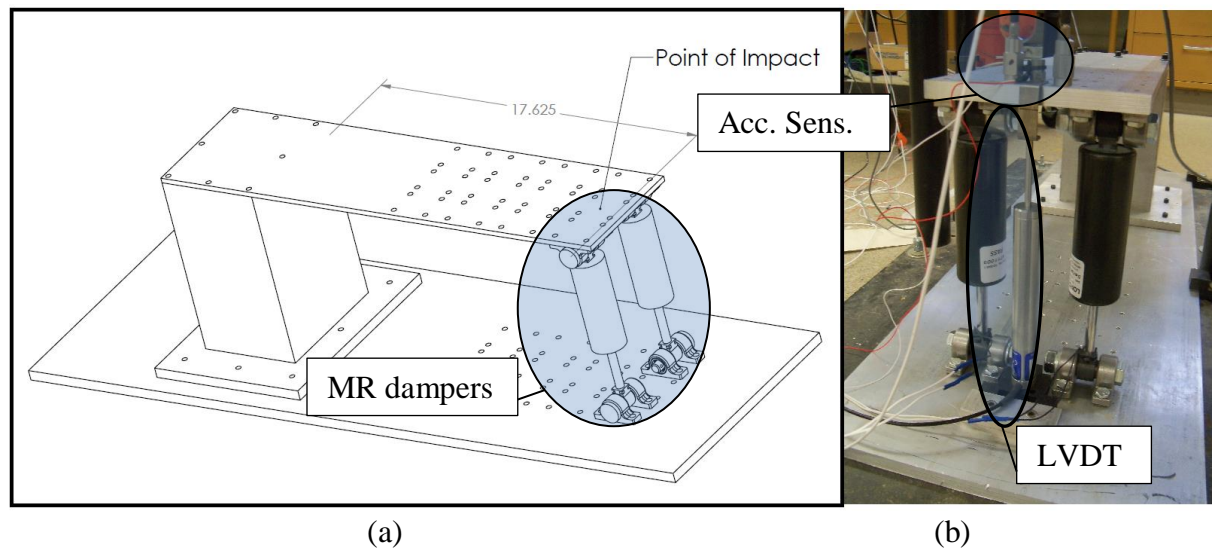 Point of Impact
17.625
Acc. Sens.
MR dampers
LVDT
(a)
(b)